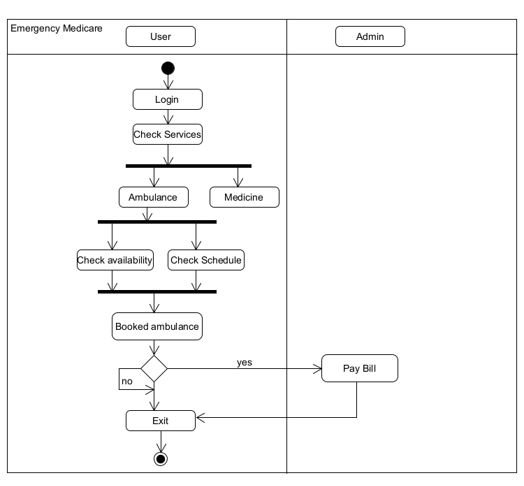 Emergency Medicare
User
Admin
Login
Check Services
Ambulance
Medicine
Check availability
Check Schedule
Booked ambulance
yes
Pay Bill
no
Exit